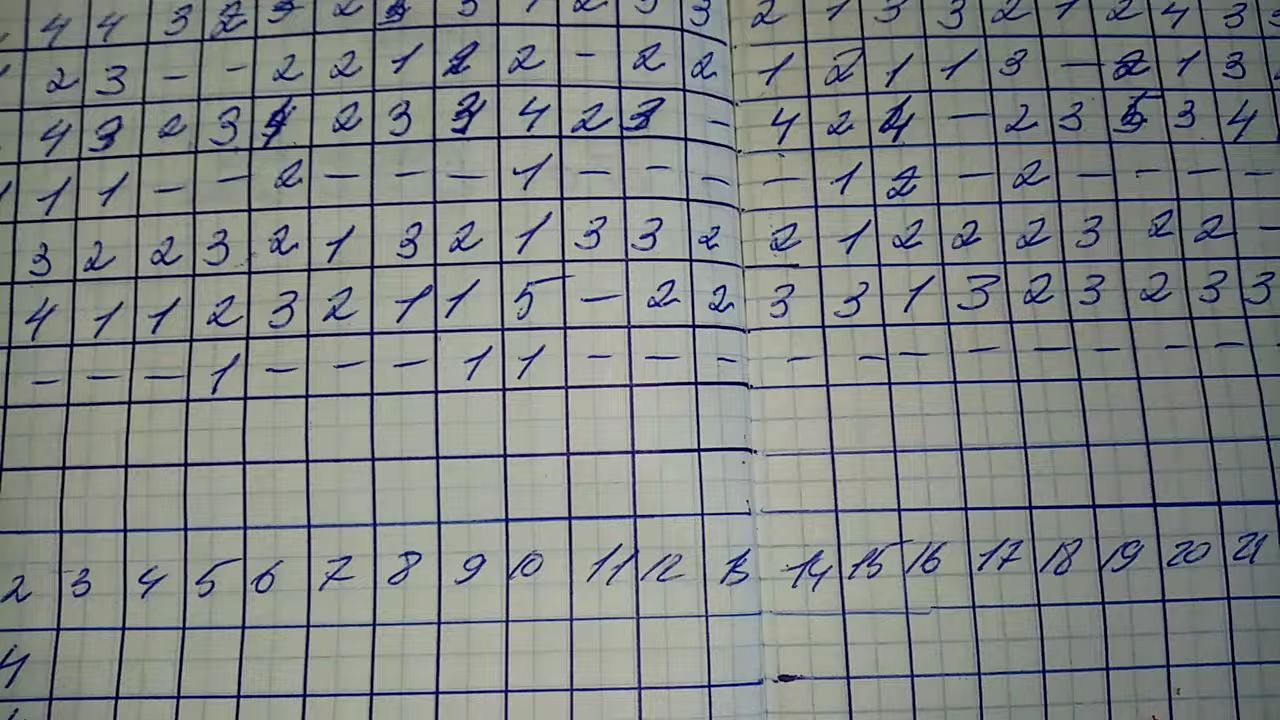 4 4 3 2 3 2 3 3 1 2 3 3 2 1 3 3 2 1 2 4 3
2 3 - - 2 2 1 2 2 - 2 2 1 2 1 1 3 - 2 1 3
4 3 2 3 2 3 4 2 3 - 4 2 4 - 2 3 5 3 4
1 1 1 - - 2 - - - 1 - - - - 1 2 - 2 - - - -
3 2 2 3 2 1 3 2 1 3 3 2 2 1 2 2 2 3 2 2 -
4 1 1 2 3 2 1 1 5 - 2 2 3 3 1 3 2 3 2 3 3
- - - 1 - - - 1 1 - - - - - - - - - - - -
2 3 4 5 6 7 8 9 10 11 12 13 14 15 16 17 18 19 20 21
4